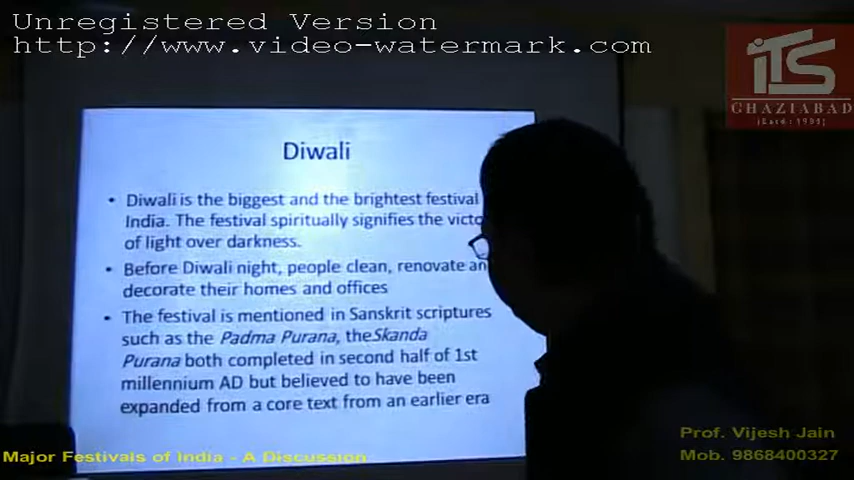 Unregistered Version
http://www.video-watermark.com
iTS
GHAZIABAD
(Estd : 1995)
Diwali
• Diwali is the biggest and the brightest festival
India. The festival spiritually signifies the victo
of light over darkness.
• Before Diwali night, people clean, renovate an
decorate their homes and offices
• The festival is mentioned in Sanskrit scriptures
such as the Padma Purana, theSkanda
Purana both completed in second half of 1st
millennium AD but believed to have been
expanded from a core text from an earlier era
Prof. Vijesh Jain
Major Festivals of India - A Discussion
Mob. 9868400327